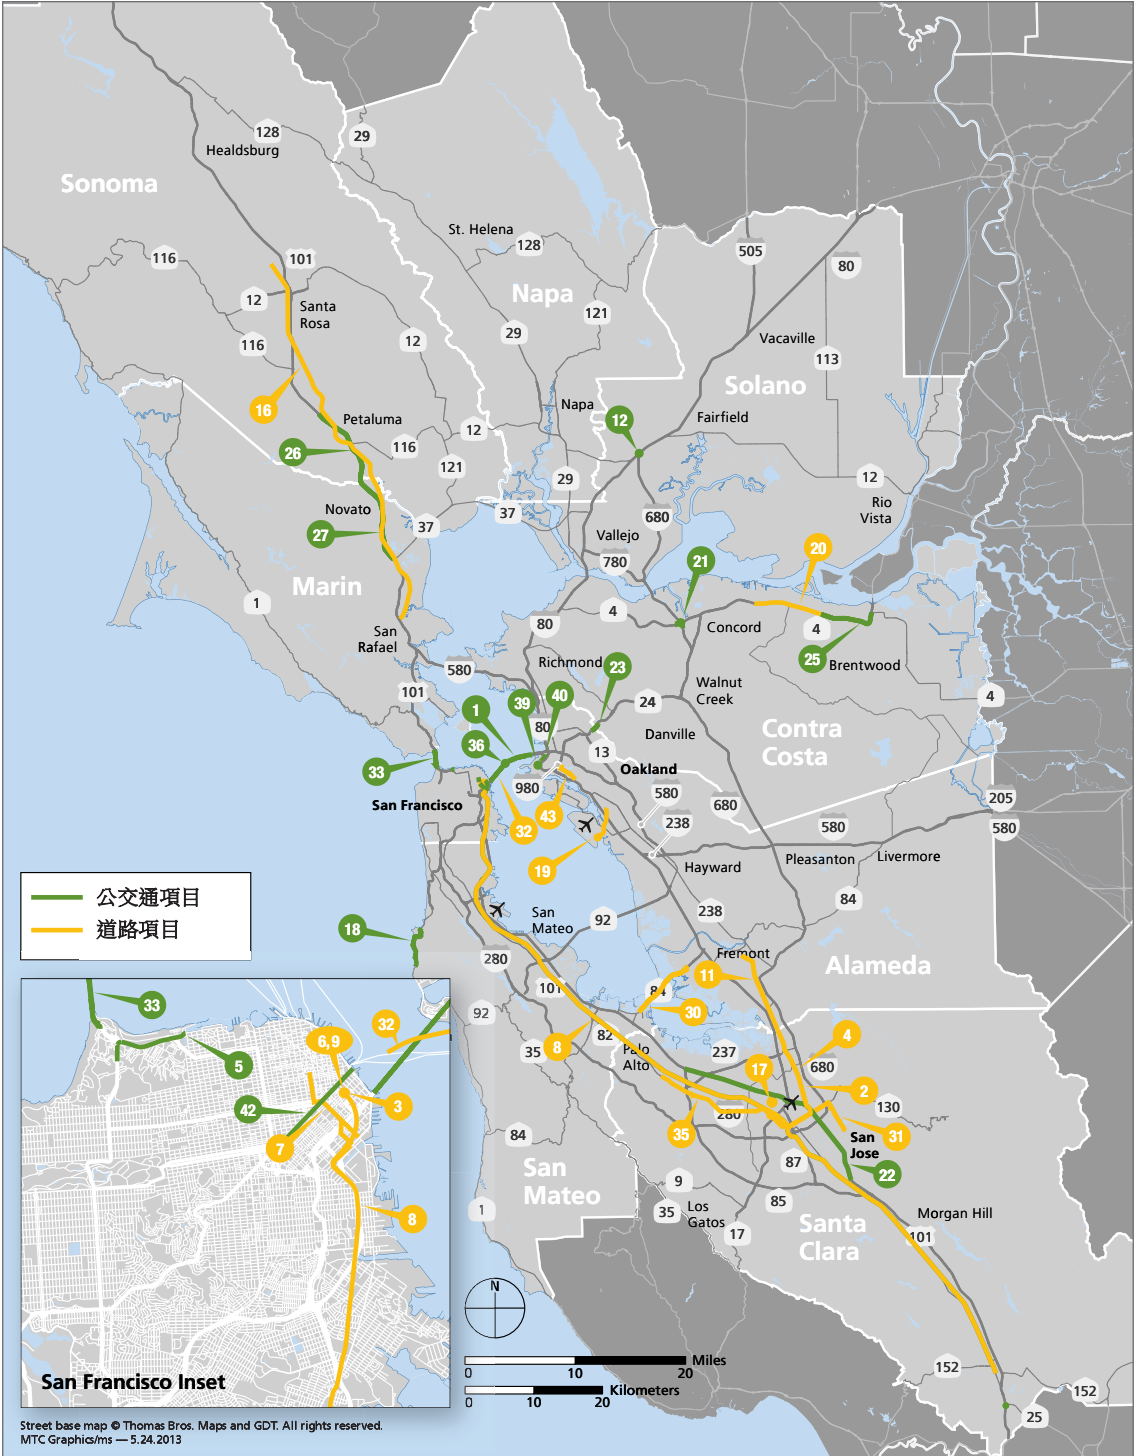 128
Healdsburg
29
Sonoma
St. Helena
128
505
80
116
101
12
Santa
Rosa
Napa
121
29
116
12
Vacaville
113
Solano
16
Petaluma
Napa
12
Fairfield
12
116
26
121
29
12
Rio
Vista
Novato
37
37
680
27
Vallejo
780
21
20
Marin
1
4
80
Concord
4
San
Rafael
580
Richmond
23
25
Brentwood
Walnut
Creek
101
24
4
1
39
40
80
Danville
Contra
Costa
36
13
33
Oakland
980
580
680
205
San Francisco
32
43
238
580
580
19
Hayward
Pleasanton
Livermore
公交通項目
道路項目
84
18
San
Mateo
92
238
280
Fremont
Alameda
11
101
84
30
92
82
8
35
Palo
Alto
237
4
17
680
2
280
130
35
31
San
Jose
84
87
22
San
Mateo
9
85
1
35
Los
Gatos
17
Santa
Clara
Morgan Hill
101
33
32
6,9
5
42
3
7
8
San Francisco Inset
N
Miles
0
10
20
Kilometers
0
10
20
152
152
25
Street base map © Thomas Bros. Maps and GDT. All rights reserved.
MTC Graphics/ms — 5.24.2013